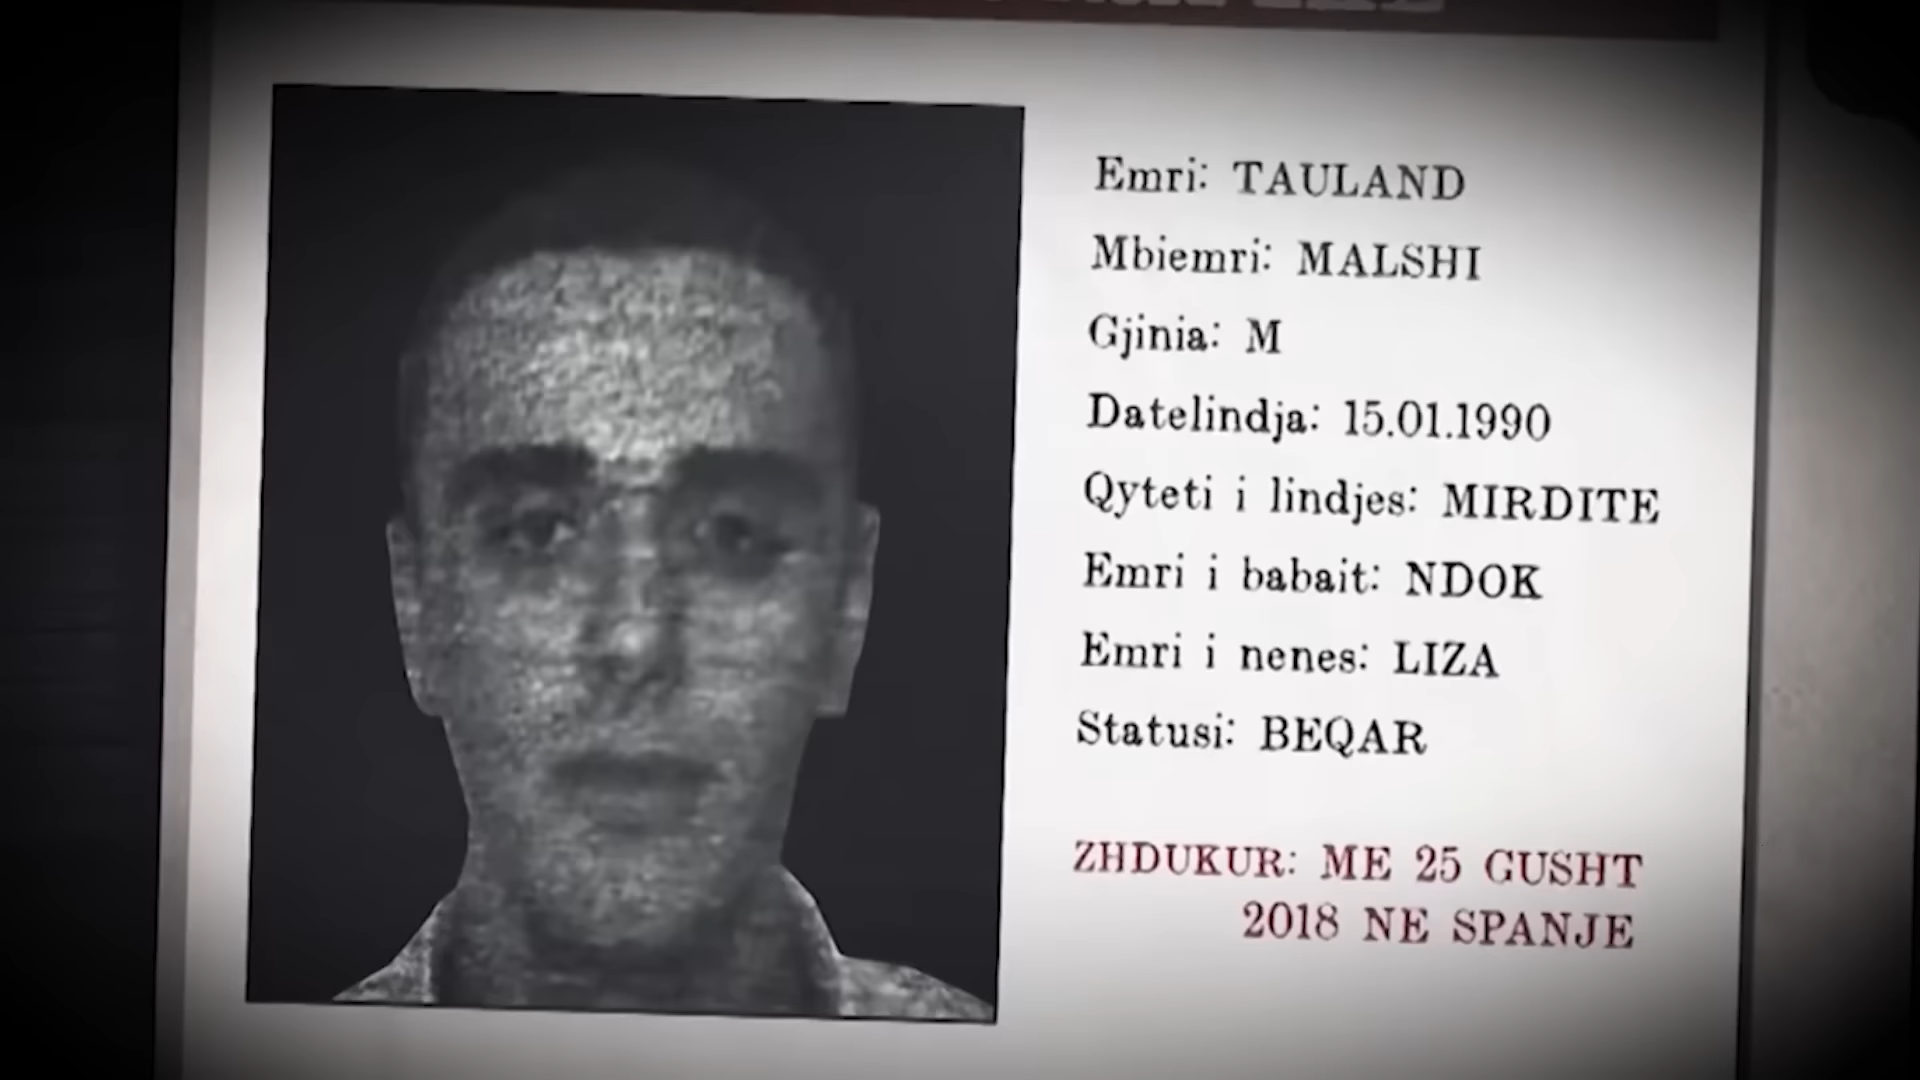 Emri: TAULAND
Mbiemri: MALSHI
Gjinia: M
Datelindja: 15.01.1990
Qyteti i lindjes: MIRDITE
Emri i babait: NDOK
Emri i nenes: LIZA
Statusi: BEQAR
ZHDUKUR: ME 25 GUSHT
2018 NE SPANJE